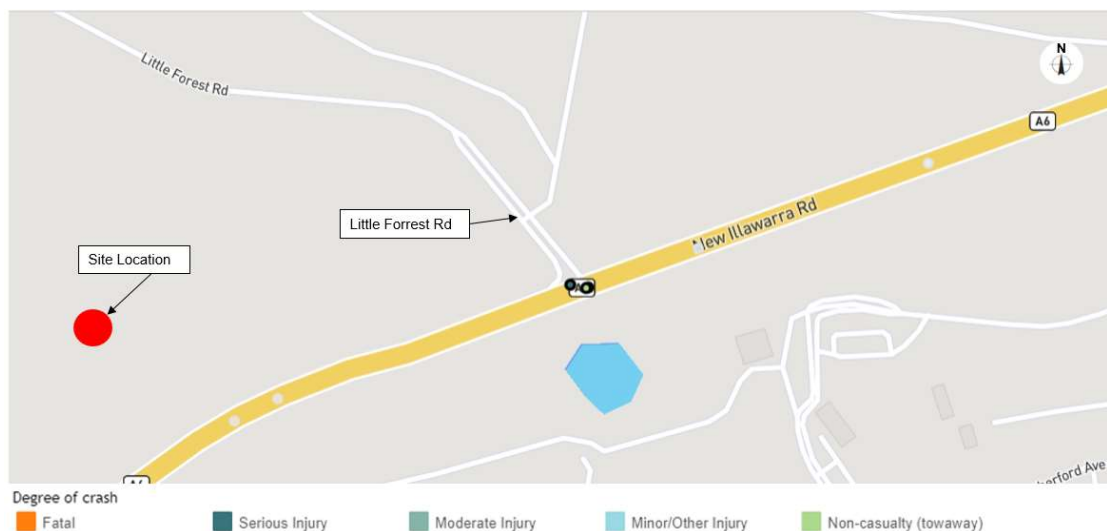 Little Forest Rd
N
A6
Little Forrest Rd
New Illawarra Rd
Site Location
A6
Degree of crash
Fatal
Serious Injury
Moderate Injury
Minor/Other Injury
Non-casualty (towaway)